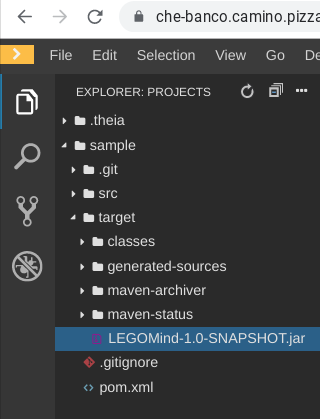 che-banco.camino.pizza
File Edit Selection View Go De
EXPLORER: PROJECTS
.theia
sample
.git
src
target
classes
generated-sources
maven-archiver
maven-status
LEGOMind-1.0-SNAPSHOT.jar
.gitignore
pom.xml